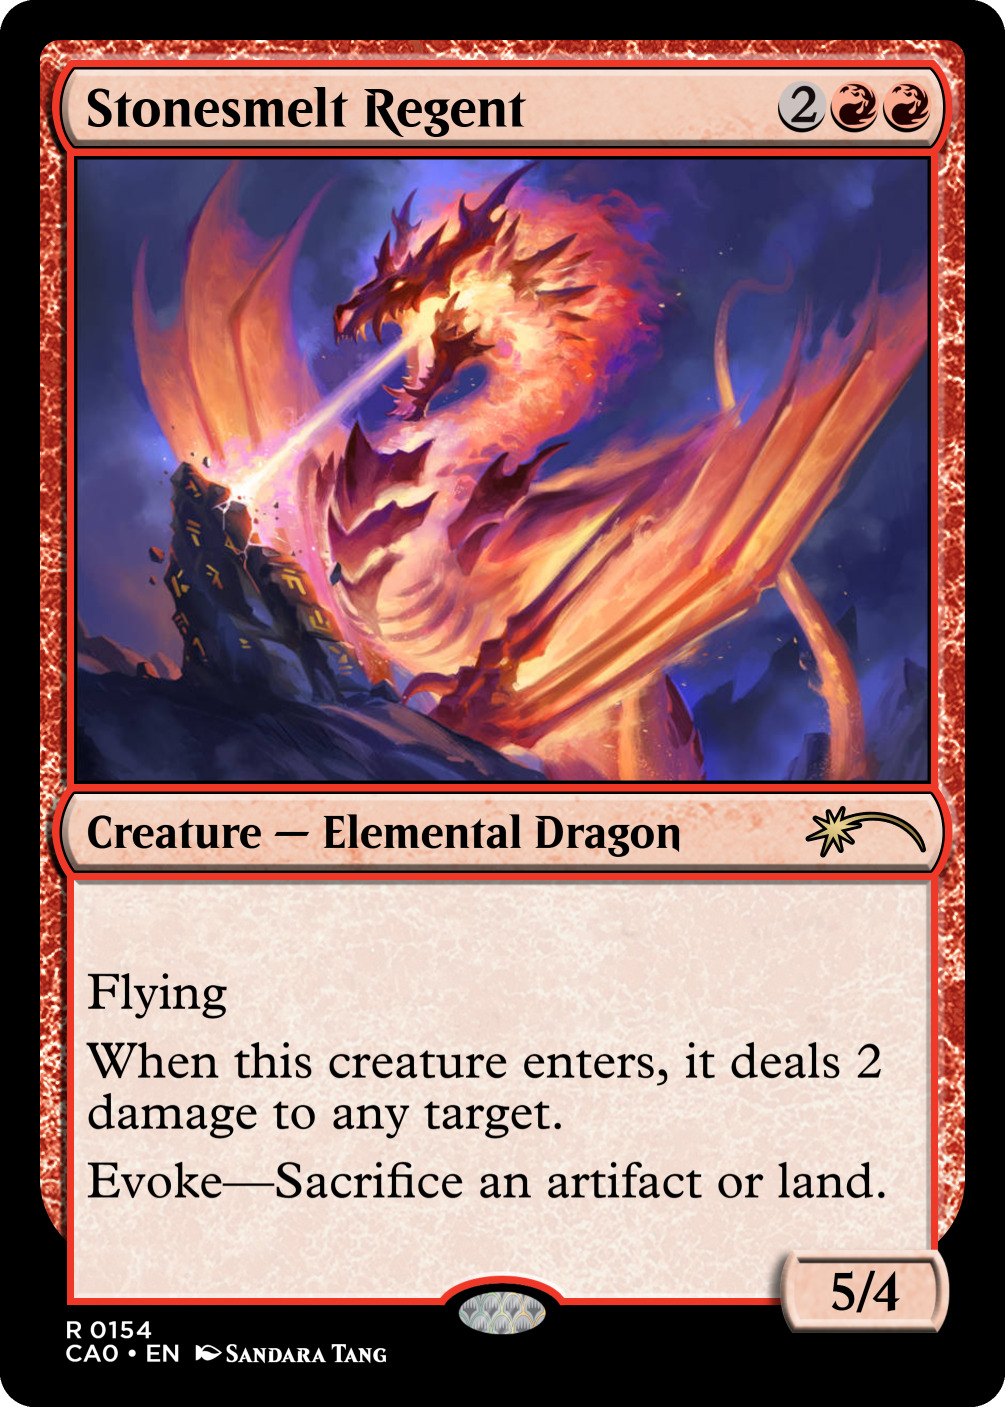 Stonesmelt Regent 2
Creature — Elemental Dragon
Flying
When this creature enters, it deals 2
damage to any target.
Evoke—Sacrifice an artifact or land.
5/4
R 0154
CAO • EN SANDARA TANG